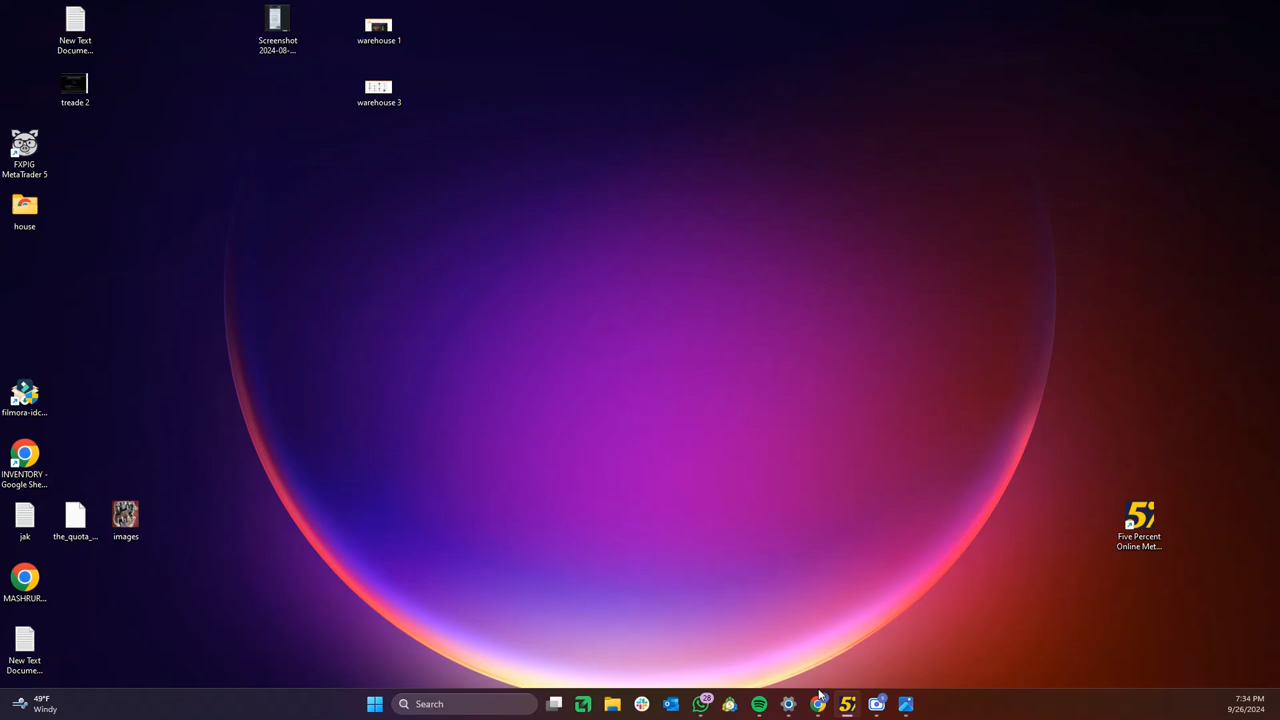 New Text
Docume...
Screenshot
2024-08-...
warehouse 1
treade 2
warehouse 3
FXPIG
MetaTrader 5
house
filmora-idc...
INVENTORY -
Google She...
jak
the_quota_...
images
Five Percent
Online Met...
MASHRUR...
New Text
Docume...
49°F
Windy
Search
28
7:34 PM
9/26/2024